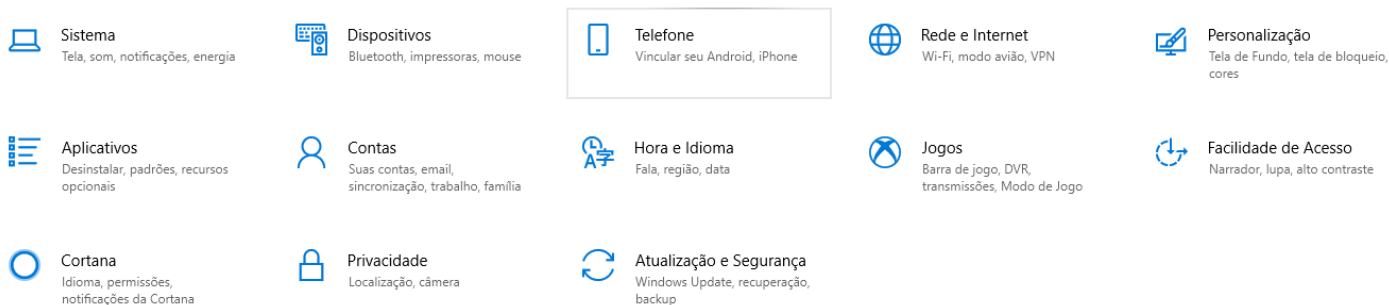 Sistema
Tela, som, notificações, energia
Dispositivos
Bluetooth, impressoras, mouse
Telefone
Vincular seu Android, iPhone
Rede e Internet
Wi-Fi, modo avião, VPN
Personalização
Tela de Fundo, tela de bloqueio,
cores
Aplicativos
Desinstalar, padrões, recursos
opcionais
Contas
Suas contas, email,
sincronização, trabalho, família
Hora e Idioma
Fala, região, data
Jogos
Barra de jogo, DVR,
transmissões, Modo de Jogo
Facilidade de Acesso
Narrador, lupa, alto contraste
Cortana
Idioma, permissões,
notificações da Cortana
Privacidade
Localização, câmera
Atualização e Segurança
Windows Update, recuperação,
backup